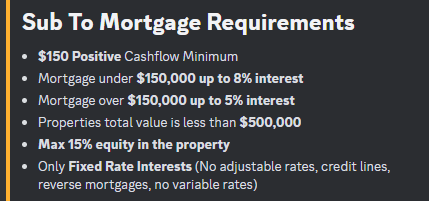 Sub To Mortgage Requirements
• $150 Positive Cashflow Minimum
• Mortgage under $150,000 up to 8% interest
• Mortgage over $150,000 up to 5% interest
• Properties total value is less than $500,000
• Max 15% equity in the property
• Only Fixed Rate Interests (No adjustable rates, credit lines,
reverse mortgages, no variable rates)